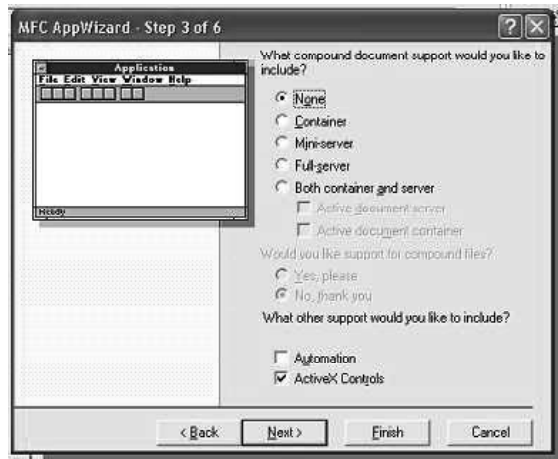 MFC AppWizard - Step 3 of 6
Application
File Edit View Window Help
Ready
What compound document support would you like to
include?
None
Container
Mini-server
Full-server
Both container and server
Active document server
Active document container
Would you like support for compound files?
Yes, please
No, thank you
What other support would you like to include?
Automation
ActiveX Controls
< Back
Next >
Finish
Cancel